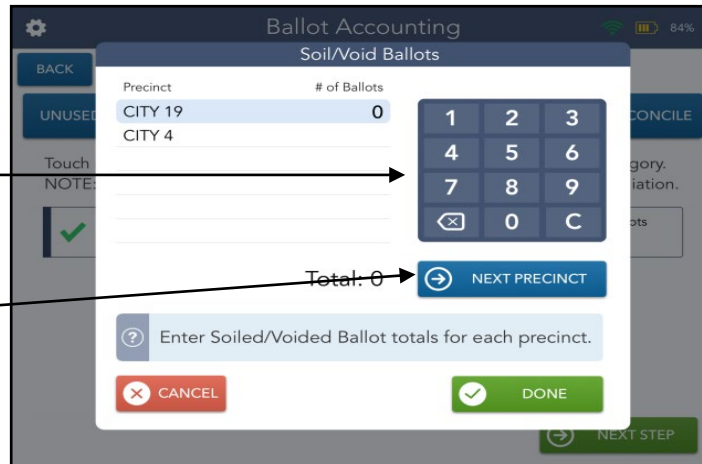 Ballot Accounting
84%
Soil/Void Ballots
BACK
Precinct # of Ballots
CITY 19 0
CITY 4
1 2 3
4 5 6
7 8 9
0 C
UNUSED
CONCILE
Touch
gory.
NOTE:
iation.
ots
Total: 0
NEXT PRECINCT
Enter Soiled/Voided Ballot totals for each precinct.
CANCEL
DONE
NEXT STEP